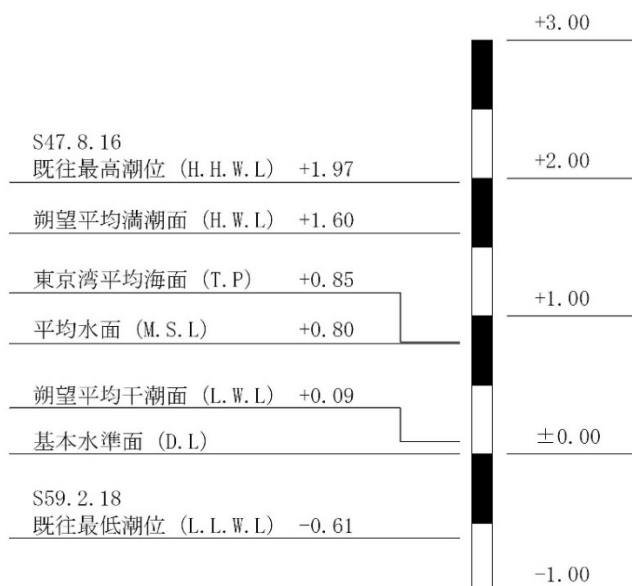 +3.00
S47.8.16
既往最高潮位 (H.H.W.L) +1.97
+2.00
朔望平均満潮面 (H.W.L) +1.60
東京湾平均海面 (T.P) +0.85
+1.00
平均水面 (M.S.L) +0.80
朔望平均干潮面 (L.W.L) +0.09
基本水準面 (D.L)
±0.00
S59.2.18
既往最低潮位 (L.L.W.L) -0.61
-1.00